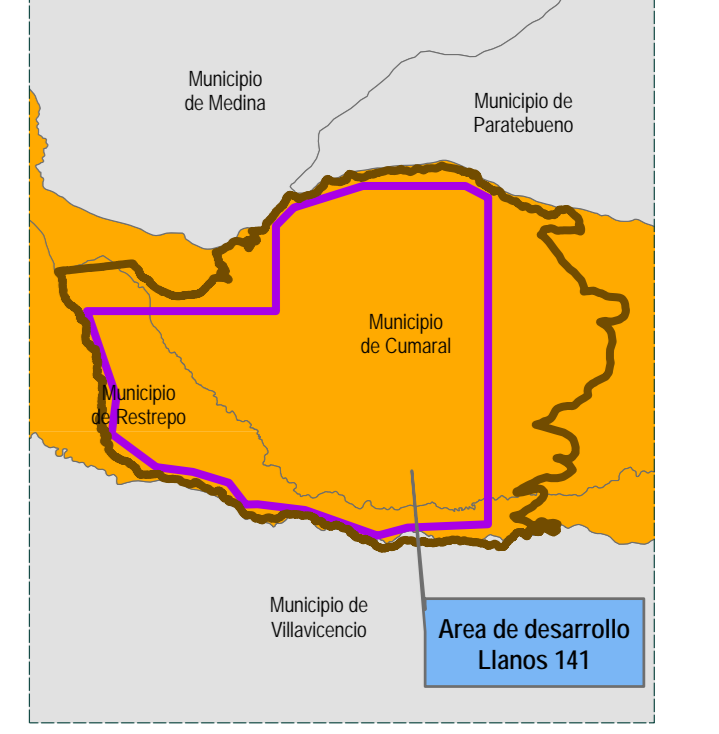 Municipio
de Medina
Municipio de
Paratebueno
Municipio
de Cumaral
Municipio
de Restrepo
Municipio de
Villavicencio
Area de desarrollo
Llanos 141